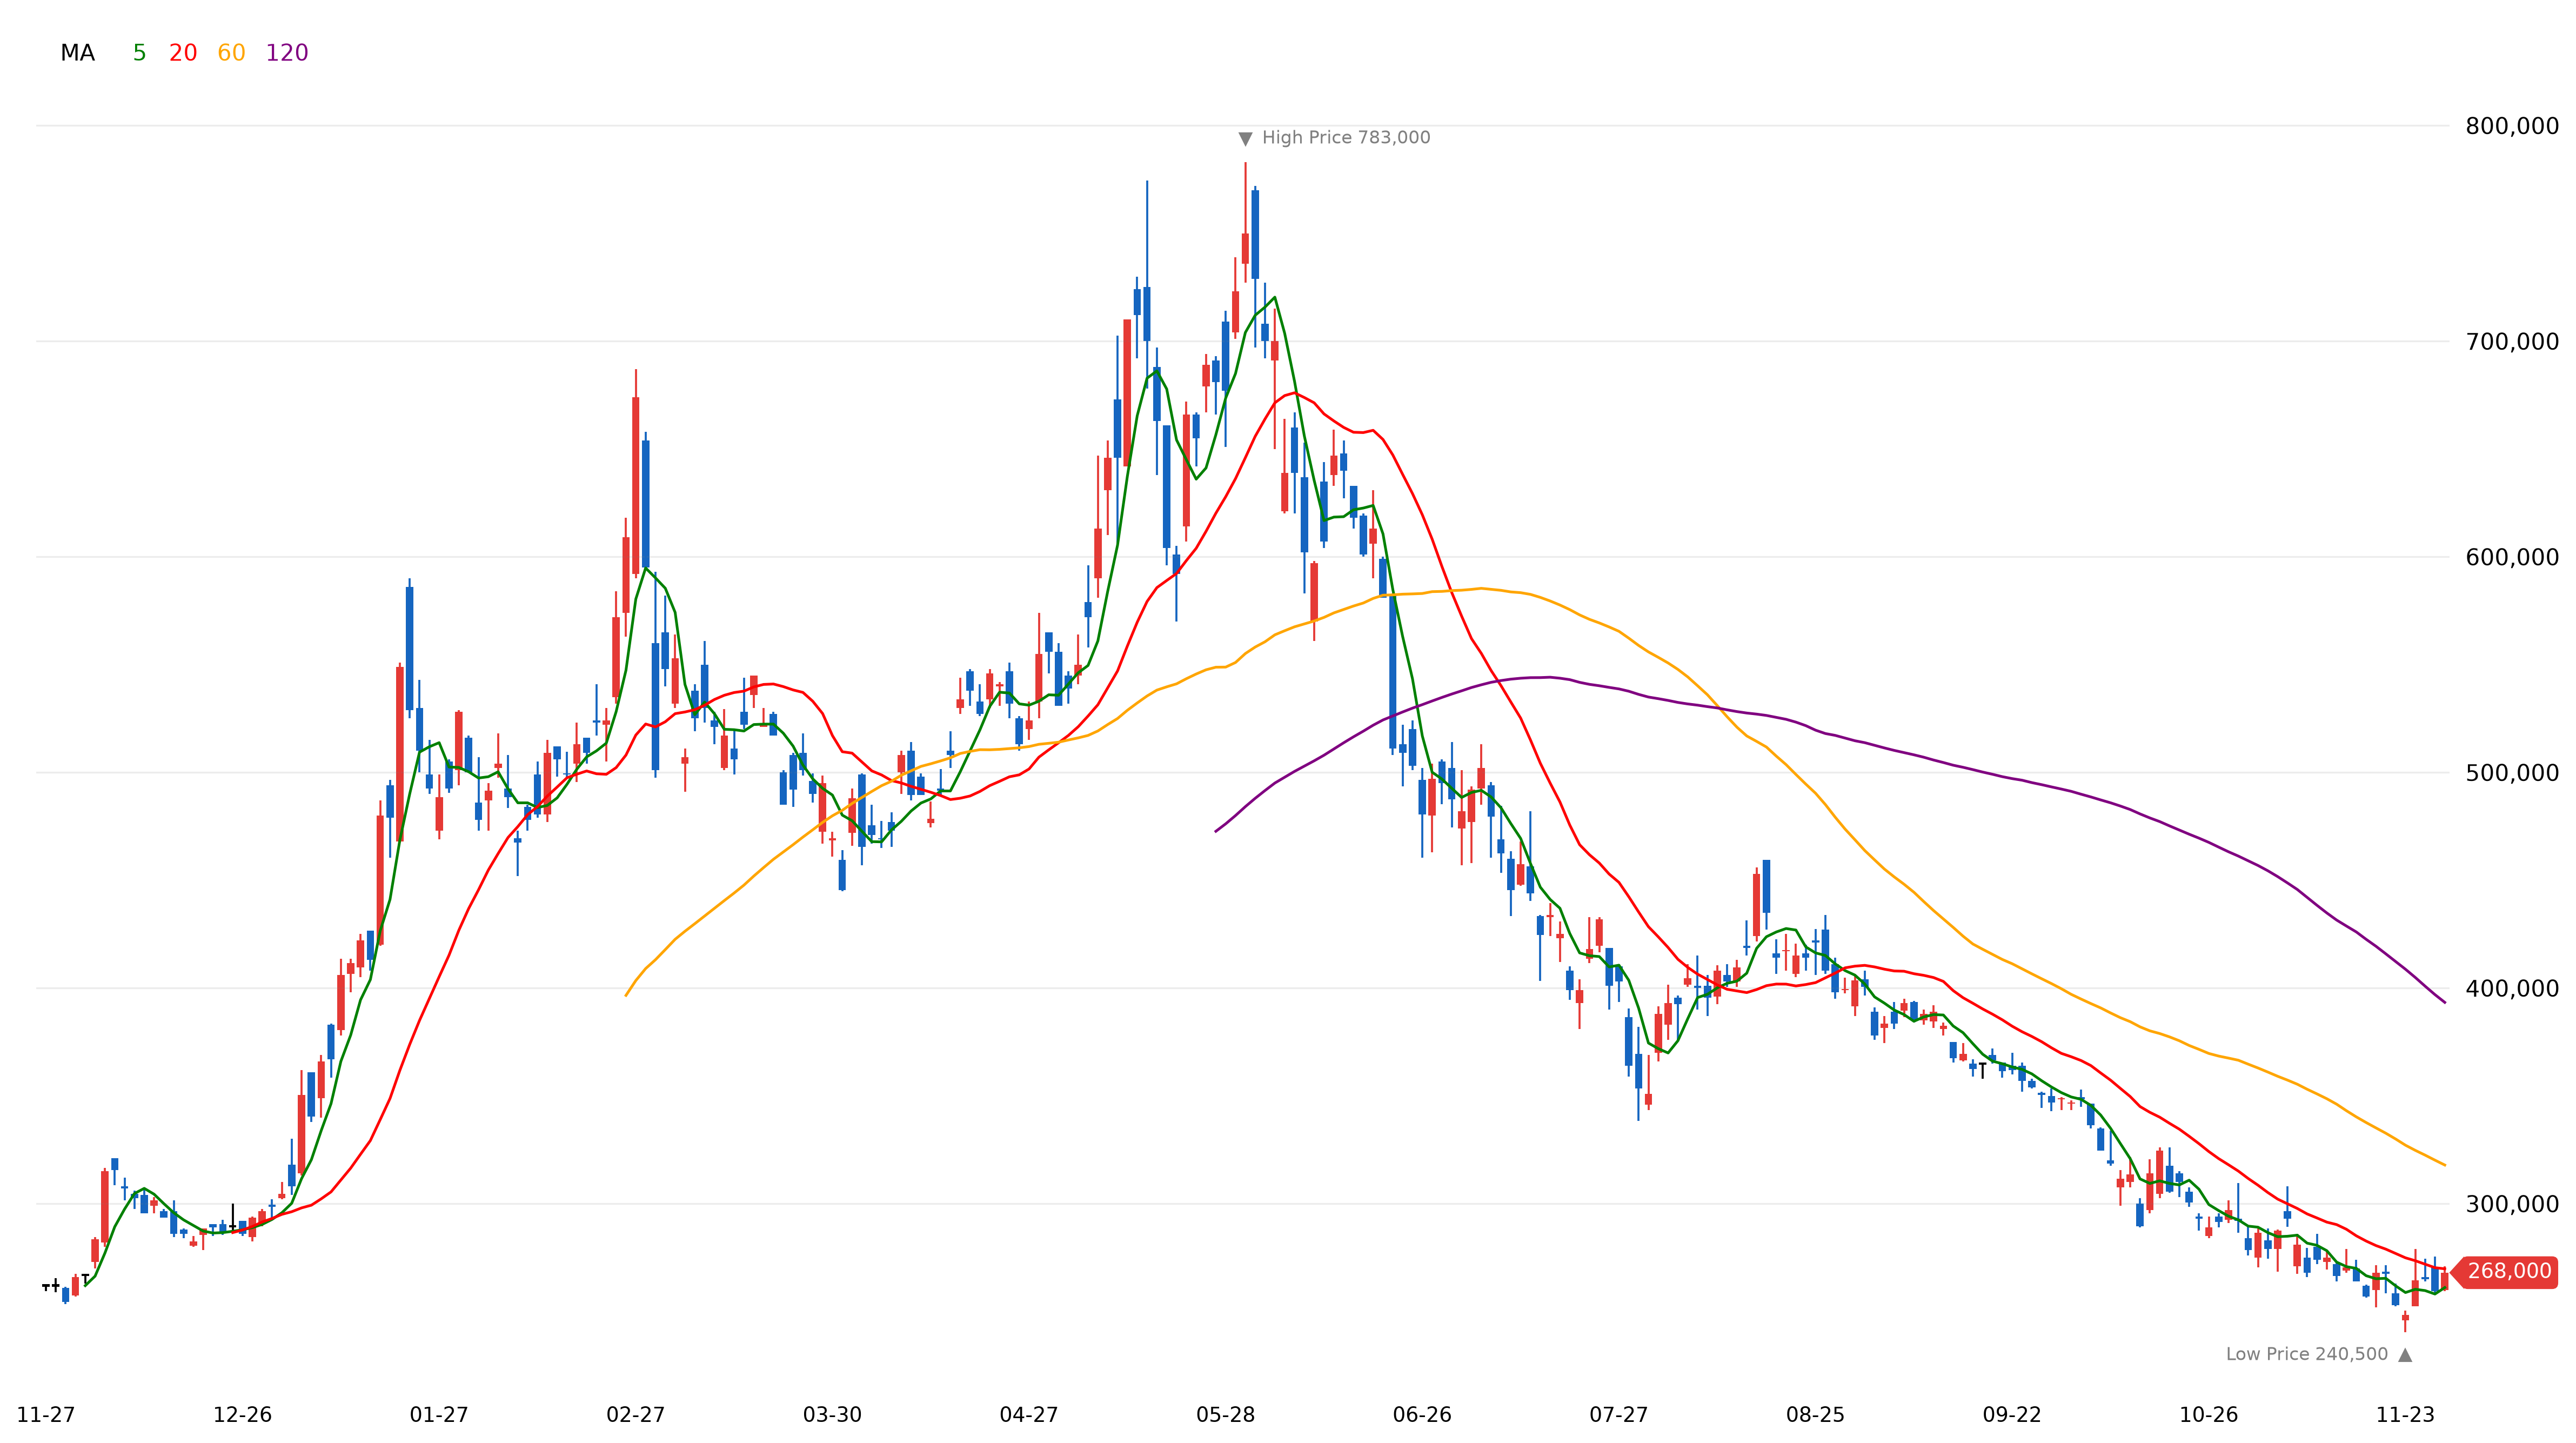 MA 5 20 60 120
▼ High Price 783,000
800,000
700,000
600,000
500,000
400,000
300,000
268,000
Low Price 240,500 ▲
11-27 12-26 01-27 02-27 03-30 04-27 05-28 06-26 07-27 08-25 09-22 10-26 11-23